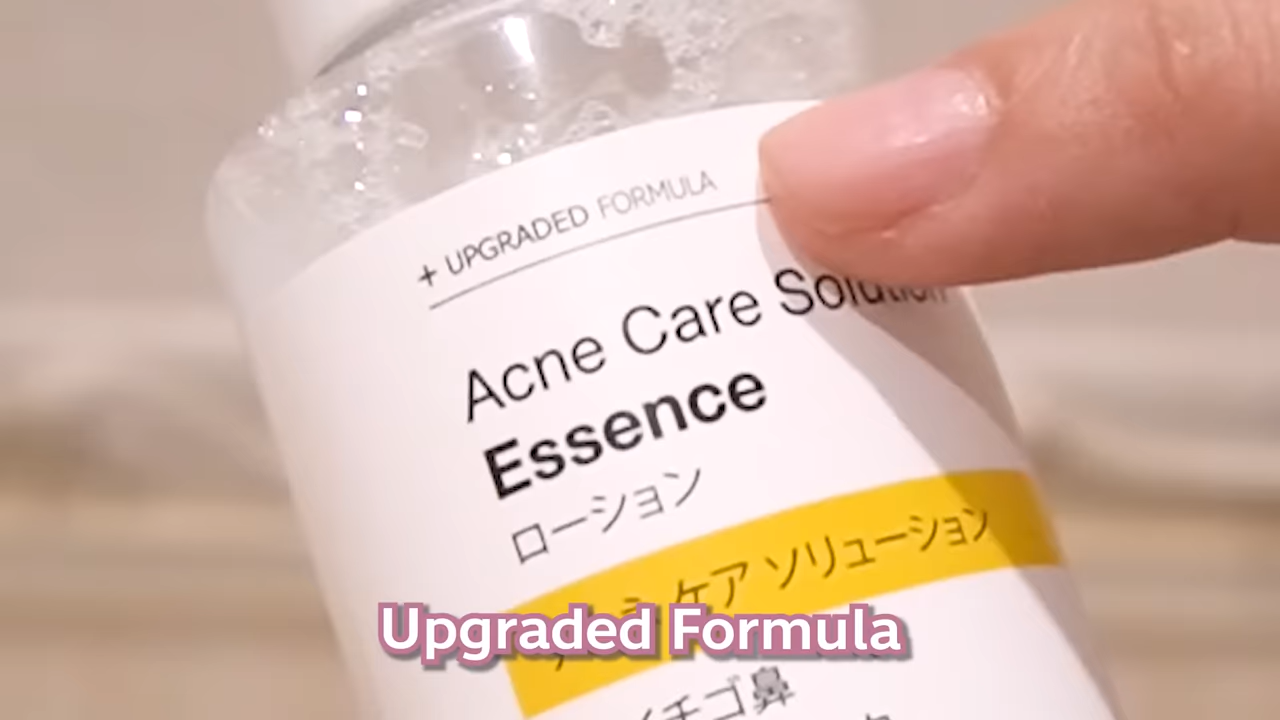 + UPGRADED FORMULA
Acne Care Solution
Essence
ローション
ケア ソリューション
Upgraded Formula
イチゴ鼻